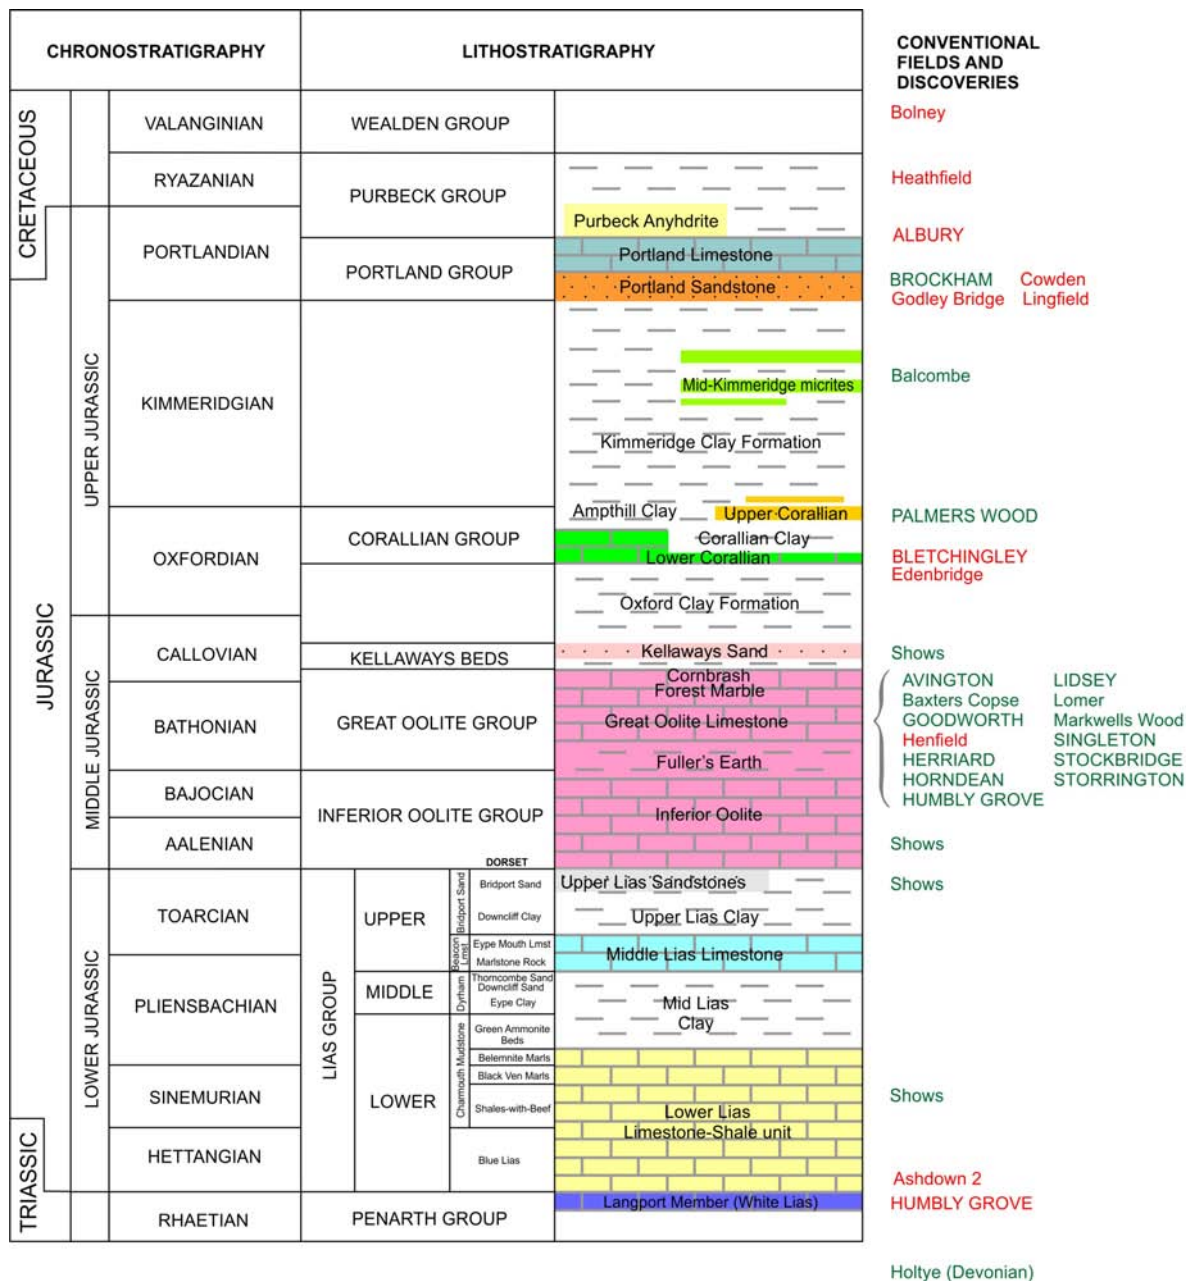 CHRONOSTRATIGRAPHY
LITHOSTRATIGRAPHY
CONVENTIONAL
FIELDS AND
DISCOVERIES
CRETACEOUS
JURASSIC
TRIASSIC
UPPER JURASSIC
MIDDLE JURASSIC
LOWER JURASSIC
VALANGINIAN
RYAZANIAN
PORTLANDIAN
KIMMERIDGIAN
OXFORDIAN
CALLOVIAN
BATHONIAN
BAJOCIAN
AALENIAN
TOARCIAN
PLIENSBACHIAN
SINEMURIAN
HETTANGIAN
RHAETIAN
WEALDEN GROUP
PURBECK GROUP
PORTLAND GROUP
CORALLIAN GROUP
KELLAWAYS BEDS
GREAT OOLITE GROUP
INFERIOR OOLITE GROUP
DORSET
LIAS GROUP
UPPER
MIDDLE
LOWER
Bridport Sand
Beacon
Lmst
Dyrham
Charmouth Mudstone
Bridport Sand
Downcliff Clay
Eype Mouth Lmst
Marlstone Rock
Thorncombe Sand
Downcliff Sand
Eype Clay
Green Ammonite
Beds
Belemnite Marls
Black Ven Marls
Shales-with-Beef
Blue Lias
PENARTH GROUP
Purbeck Anyhdrite
Portland Limestone
Portland Sandstone
Mid-Kimmeridge micrites
Kimmeridge Clay Formation
Ampthill Clay
Upper Corallian
Corallian Clay
Lower Corallian
Oxford Clay Formation
Kellaways Sand
Cornbrash
Forest Marble
Great Oolite Limestone
Fuller's Earth
Inferior Oolite
Upper Lias Sandstones
Upper Lias Clay
Middle Lias Limestone
Mid Lias
Clay
Lower Lias
Limestone-Shale unit
Langport Member (White Lias)
Bolney
Heathfield
ALBURY
BROCKHAM Cowden
Godley Bridge Lingfield
Balcombe
PALMERS WOOD
BLETCHINGLEY
Edenbridge
Shows
AVINGTON LIDSEY
Baxters Copse Lomer
GOODWORTH Markwells Wood
Henfield SINGLETON
HERRIARD STOCKBRIDGE
HORNDEAN STORRINGTON
HUMBLY GROVE
Shows
Shows
Shows
Ashdown 2
HUMBLY GROVE
Holtye (Devonian)